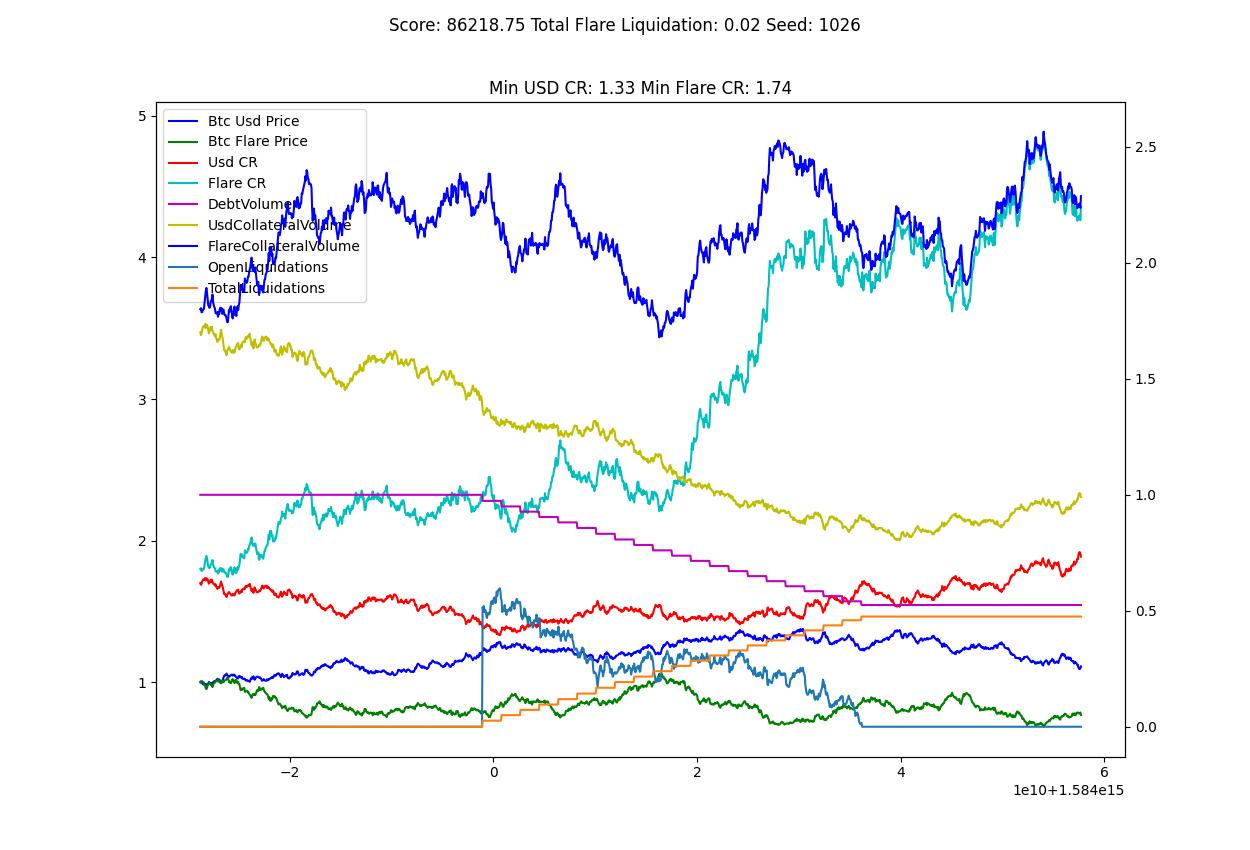 Score: 86218.75 Total Flare Liquidation: 0.02 Seed: 1026
Min USD CR: 1.33 Min Flare CR: 1.74
5
4
3
2
1
Btc Usd Price
Btc Flare Price
Usd CR
Flare CR
DebtVolume
UsdCollateralVolume
FlareCollateralVolume
OpenLiquidations
TotalLiquidations
2.5
2.0
1.5
1.0
0.5
0.0
−2 0 2 4 6
1e10+1.584e15